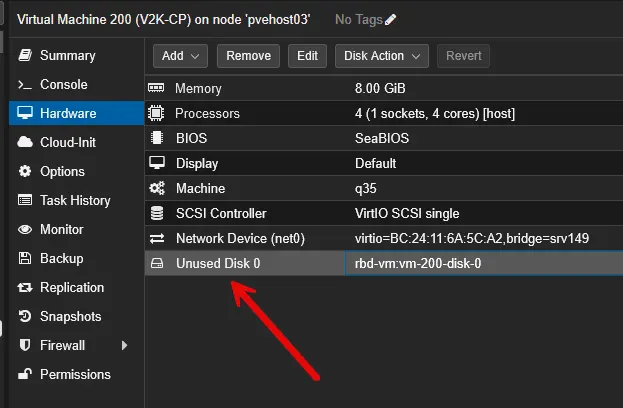 Virtual Machine 200 (V2K-CP) on node 'pvehost03' No Tags
Summary
Console
Hardware
Cloud-Init
Options
Task History
Monitor
Backup
Replication
Snapshots
Firewall
Permissions
Add Remove Edit Disk Action Revert
Memory 8.00 GiB
Processors 4 (1 sockets, 4 cores) [host]
BIOS SeaBIOS
Display Default
Machine q35
SCSI Controller VirtIO SCSI single
Network Device (net0) virtio=BC:24:11:6A:5C:A2,bridge=srv149
Unused Disk 0 rbd-vm:vm-200-disk-0